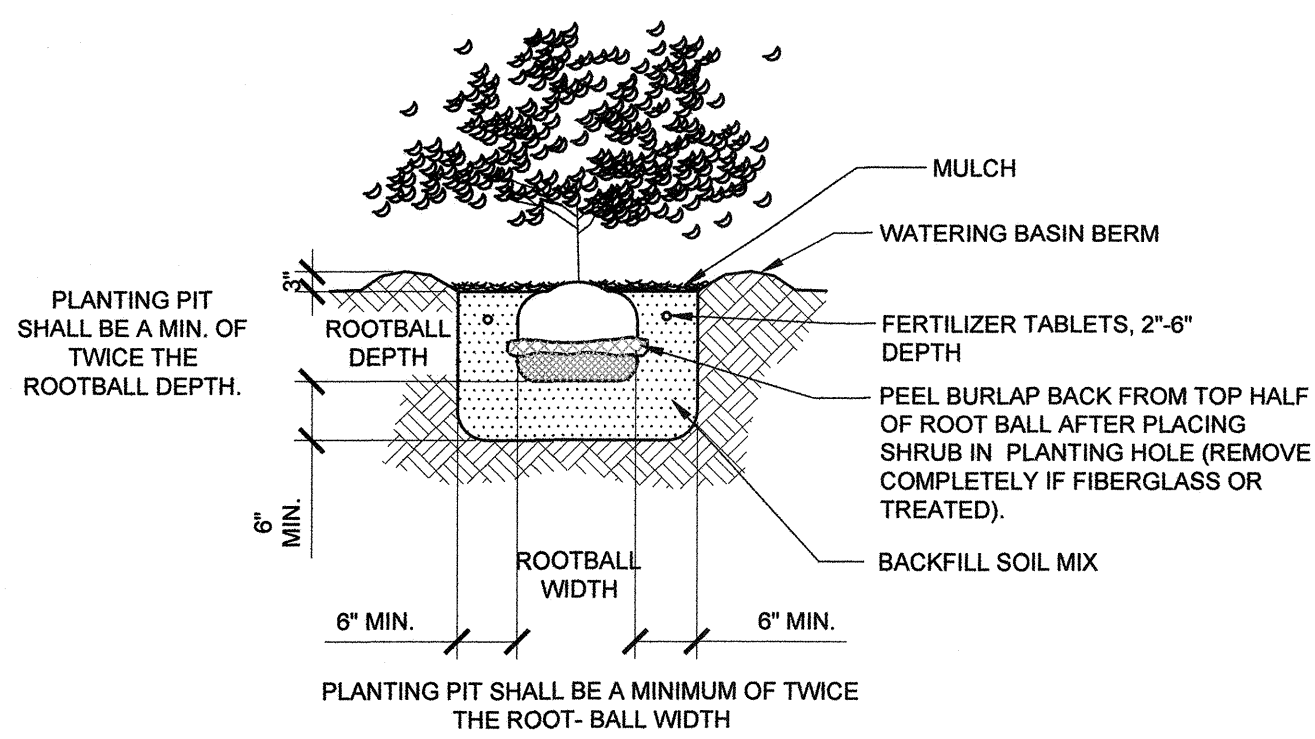 MULCH
WATERING BASIN BERM
3"
PLANTING PIT
SHALL BE A MIN. OF
TWICE THE
ROOTBALL DEPTH.
ROOTBALL
DEPTH
FERTILIZER TABLETS, 2"-6"
DEPTH
PEEL BURLAP BACK FROM TOP HALF
OF ROOT BALL AFTER PLACING
SHRUB IN PLANTING HOLE (REMOVE
COMPLETELY IF FIBERGLASS OR
TREATED).
6"
MIN.
BACKFILL SOIL MIX
ROOTBALL
WIDTH
6" MIN.
6" MIN.
PLANTING PIT SHALL BE A MINIMUM OF TWICE
THE ROOT- BALL WIDTH